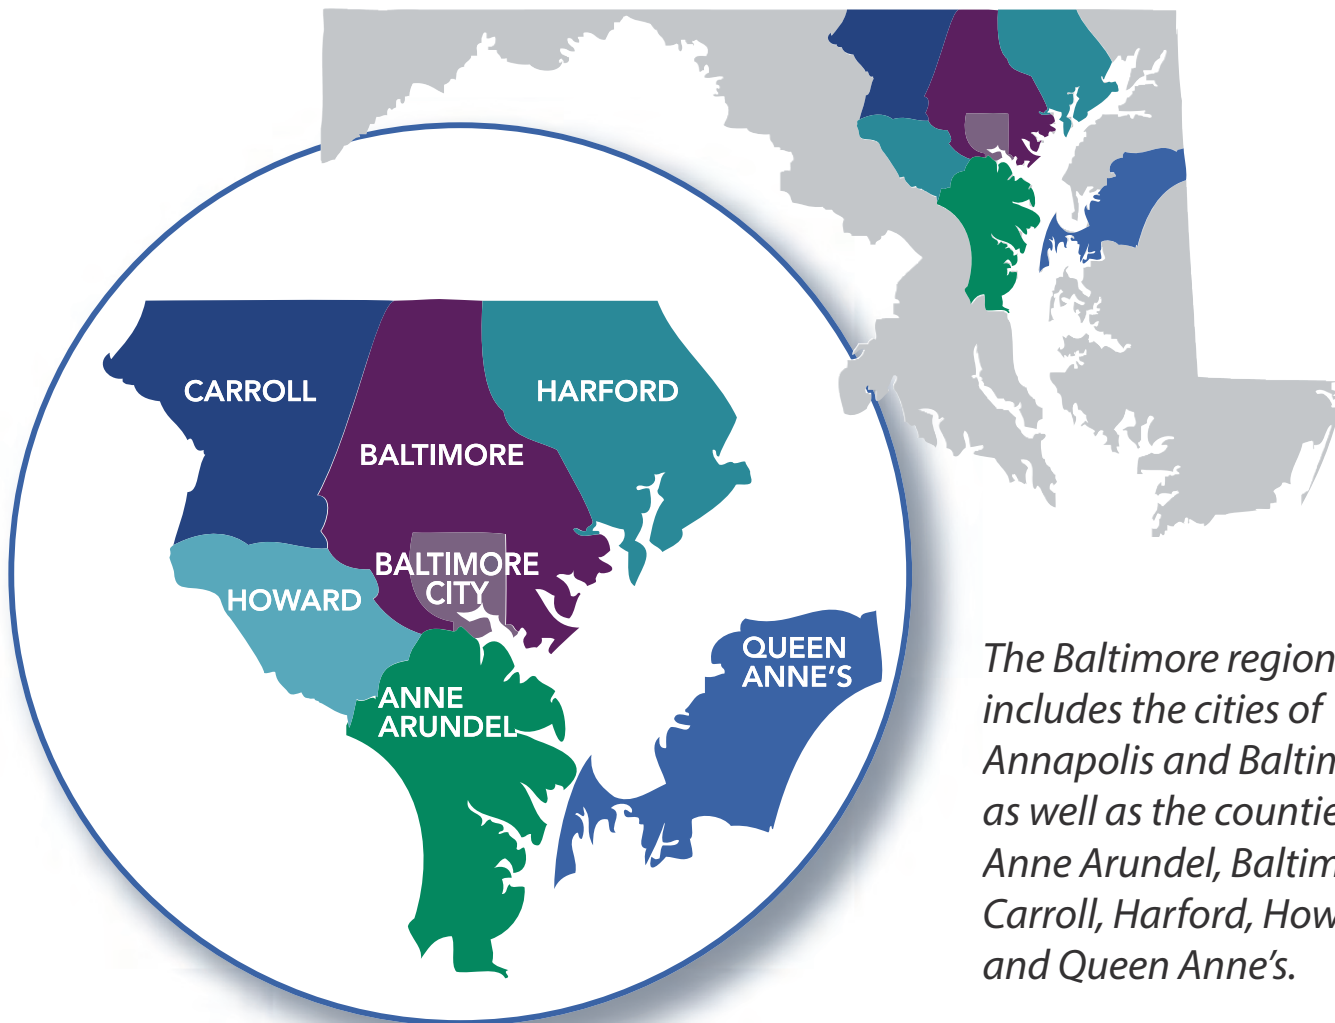 CARROLL
HARFORD
BALTIMORE
BALTIMORE
CITY
HOWARD
QUEEN
ANNE'S
ANNE
ARUNDEL
The Baltimore region
includes the cities of
Annapolis and Baltim
as well as the countie
Anne Arundel, Baltim
Carroll, Harford, How
and Queen Anne's.